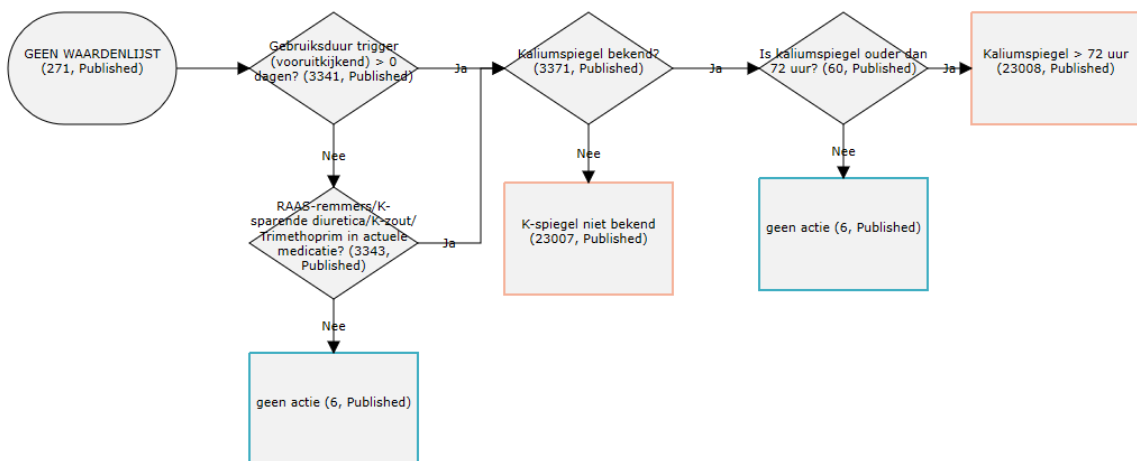 GEEN WAARDENLIJST
(271, Published)
Gebruiksduur trigger
(vooruitkijkend) > 0
dagen? (3341, Published)
Ja
Kaliumspiegel bekend?
(3371, Published)
Ja
Is kaliumspiegel ouder dan
72 uur? (60, Published)
Ja
Kaliumspiegel > 72 uur
(23008, Published)
Nee
Nee
Nee
RAAS-remmers/K-
sparende diuretica/K-zout/
Trimethoprim in actuele
medicatie? (3343,
Published)
Ja
K-spiegel niet bekend
(23007, Published)
geen actie (6, Published)
Nee
geen actie (6, Published)